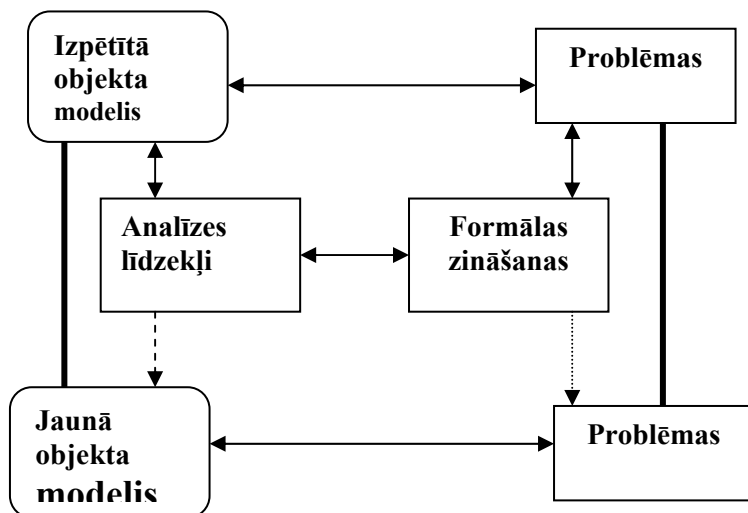 Izpētītā
objekta
modelis
Problēmas
Analīzes
līdzekļi
Formālas
zināšanas
Jaunā
objekta
modelis
Problēmas